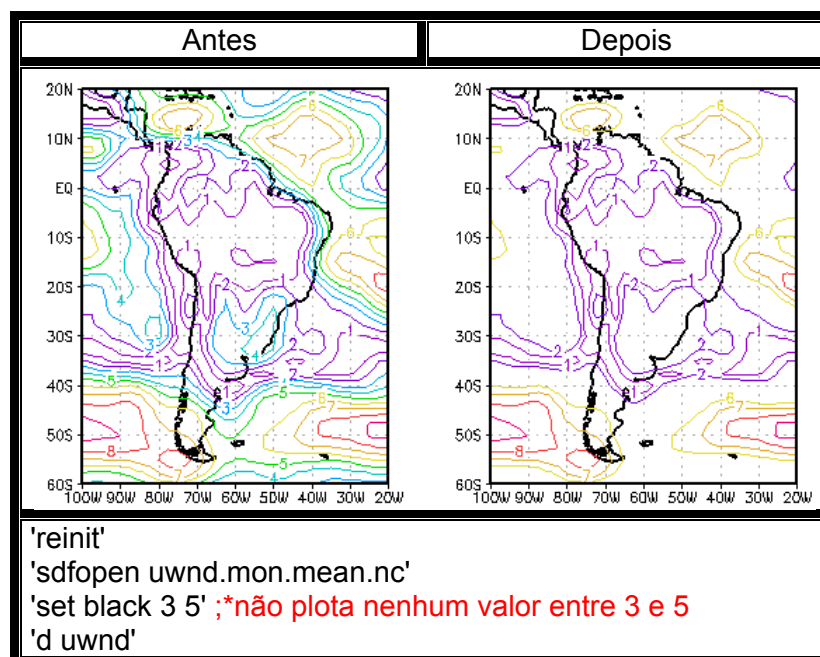 Antes
Depois
20N
10N
EQ
10S
20S
30S
40S
50S
60S
100W 90W 80W 70W 60W 50W 40W 30W 20W
20N
10N
EQ
10S
20S
30S
40S
50S
60S
100W 90W 80W 70W 60W 50W 40W 30W 20W
'reinit'
'sdfopen uwnd.mon.mean.nc'
'set black 3 5' ;*não plota nenhum valor entre 3 e 5
'd uwnd'